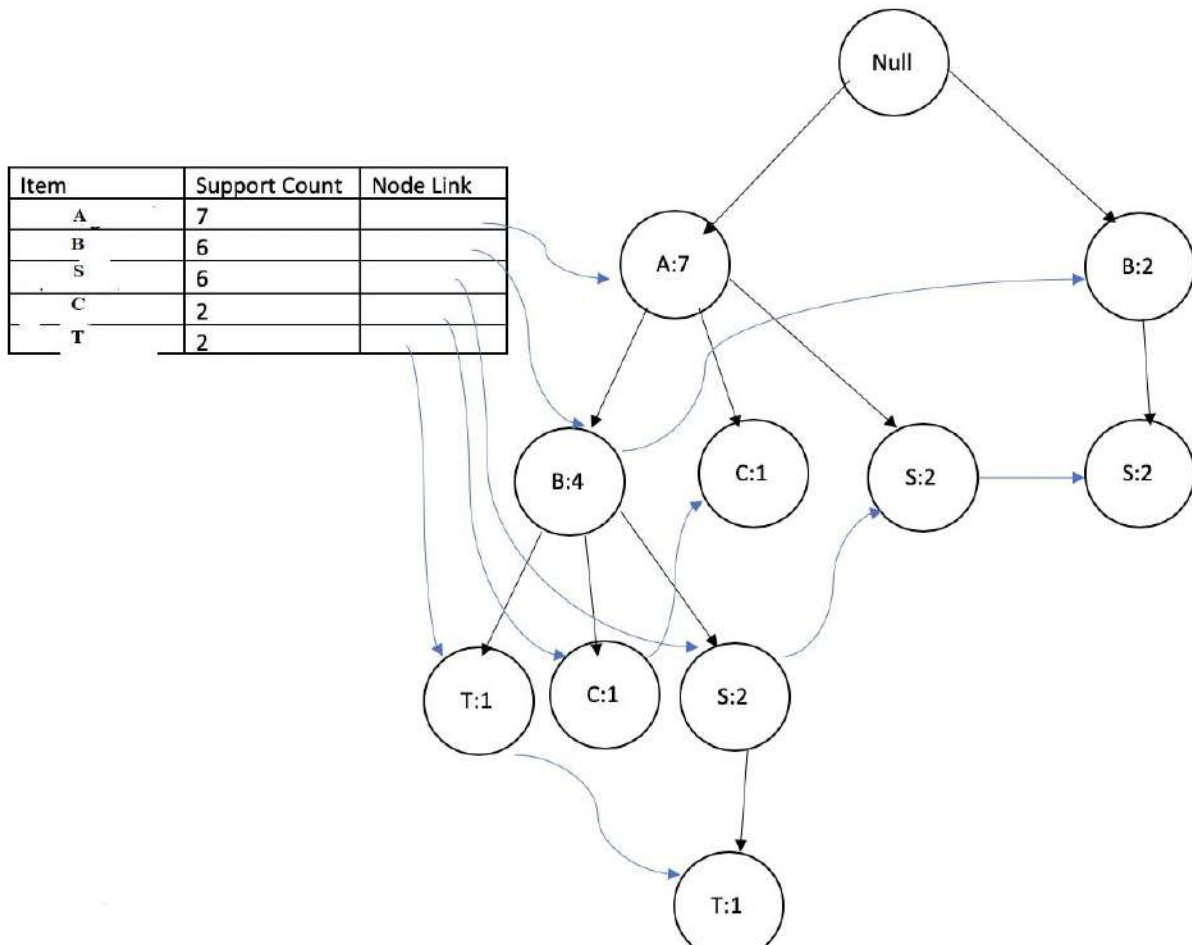 Null
Item Support Count Node Link
A 7
B 6
S 6
C 2
T 2
A:7
B:2
B:4
C:1
S:2
S:2
T:1
C:1
S:2
T:1